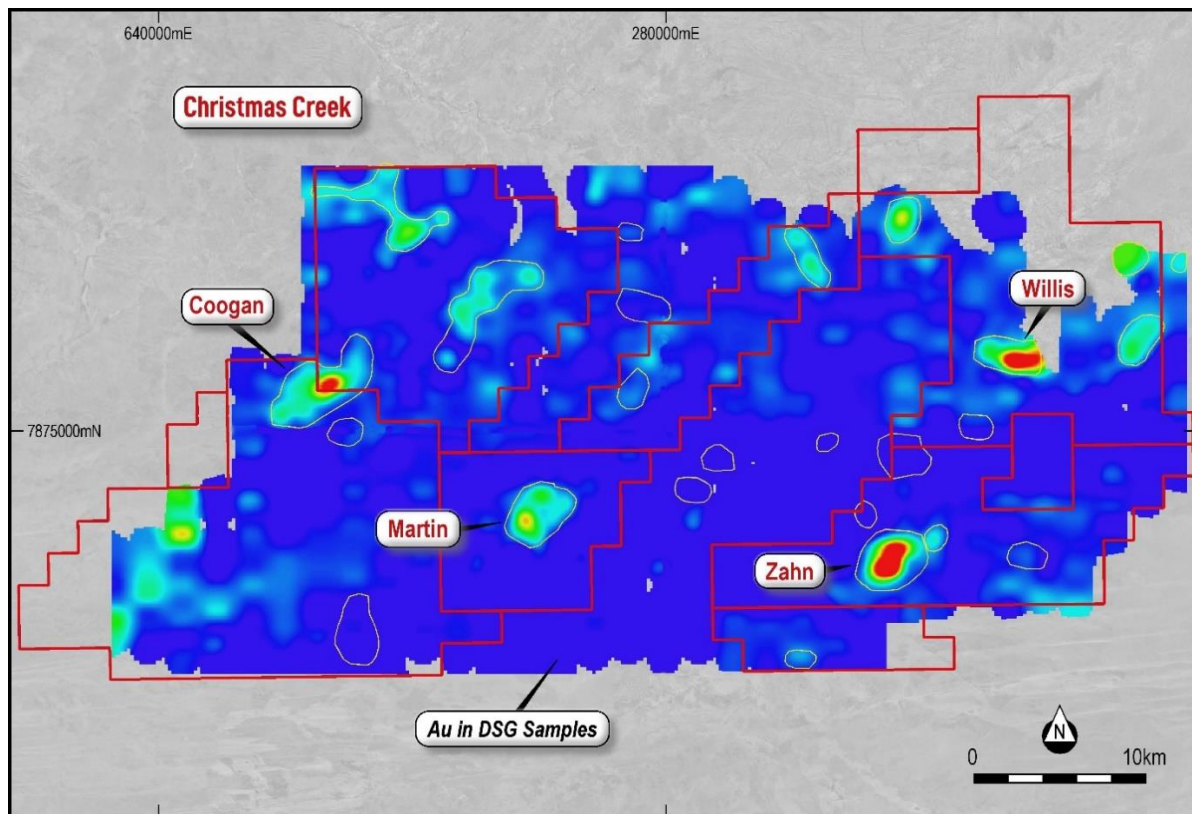 640000mE
280000mE
Christmas Creek
Coogan
Willis
7875000mN
Martin
Zahn
Au in DSG Samples
N
0
10km